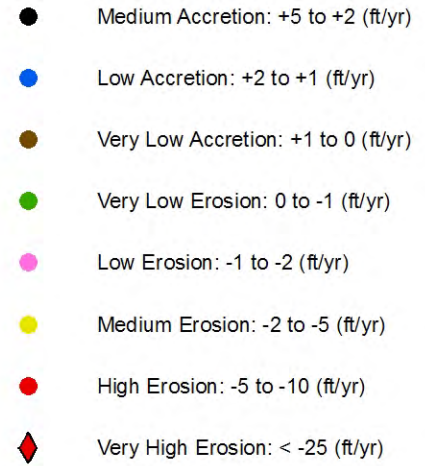 Medium Accretion: +5 to +2 (ft/yr)
Low Accretion: +2 to +1 (ft/yr)
Very Low Accretion: +1 to 0 (ft/yr)
Very Low Erosion: 0 to -1 (ft/yr)
Low Erosion: -1 to -2 (ft/yr)
Medium Erosion: -2 to -5 (ft/yr)
High Erosion: -5 to -10 (ft/yr)
Very High Erosion: < -25 (ft/yr)